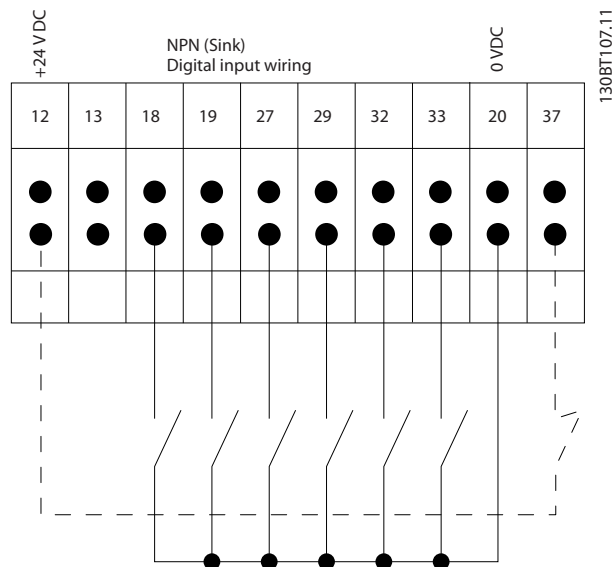 +24 V DC
NPN (Sink)
Digital input wiring
0 VDC
130BT107.11
12 13 18 19 27 29 32 33 20 37